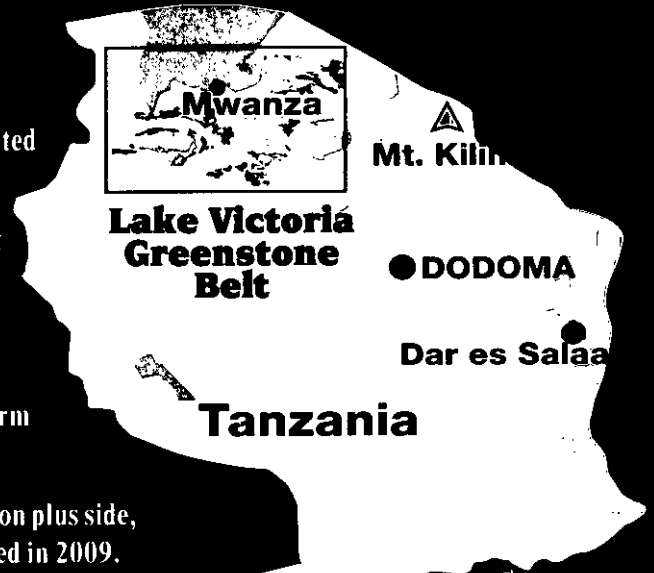 Mwanza
ted
Mt. Kilin
Lake Victoria
Greenstone
Belt
DODOMA
Dar es Salaa
rm
Tanzania
on plus side,
ed in 2009.